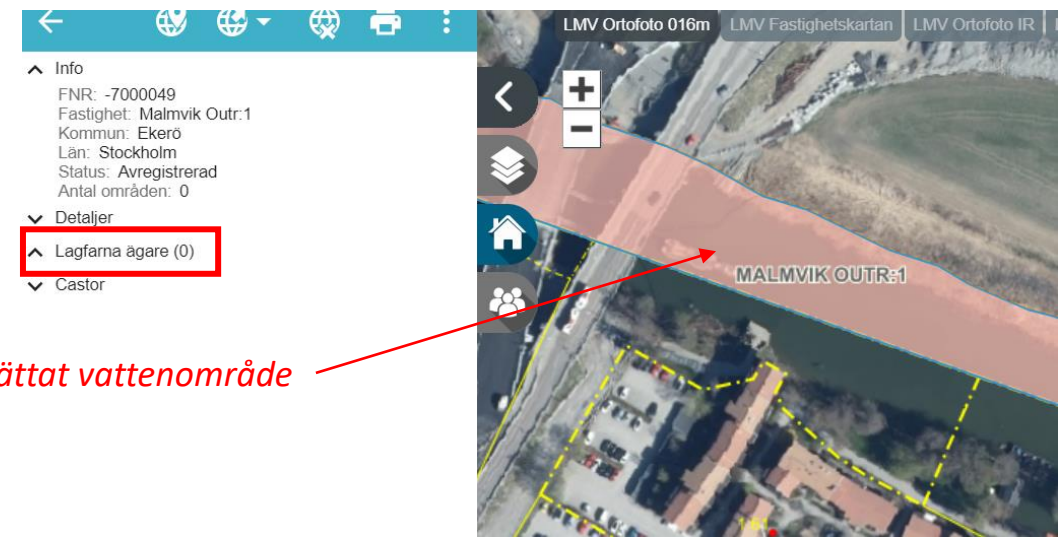 LMV Ortofoto 016m LMV Fastighetskartan LMV Ortofoto IR
Info
FNR: -7000049
Fastighet: Malmvik Outr:1
Kommun: Ekerö
Län: Stockholm
Status: Avregistrerad
Antal områden: 0
Detaljer
Lagfarna ägare (0)
Castor
MALMVIK OUTR:1
ättat vattenområde